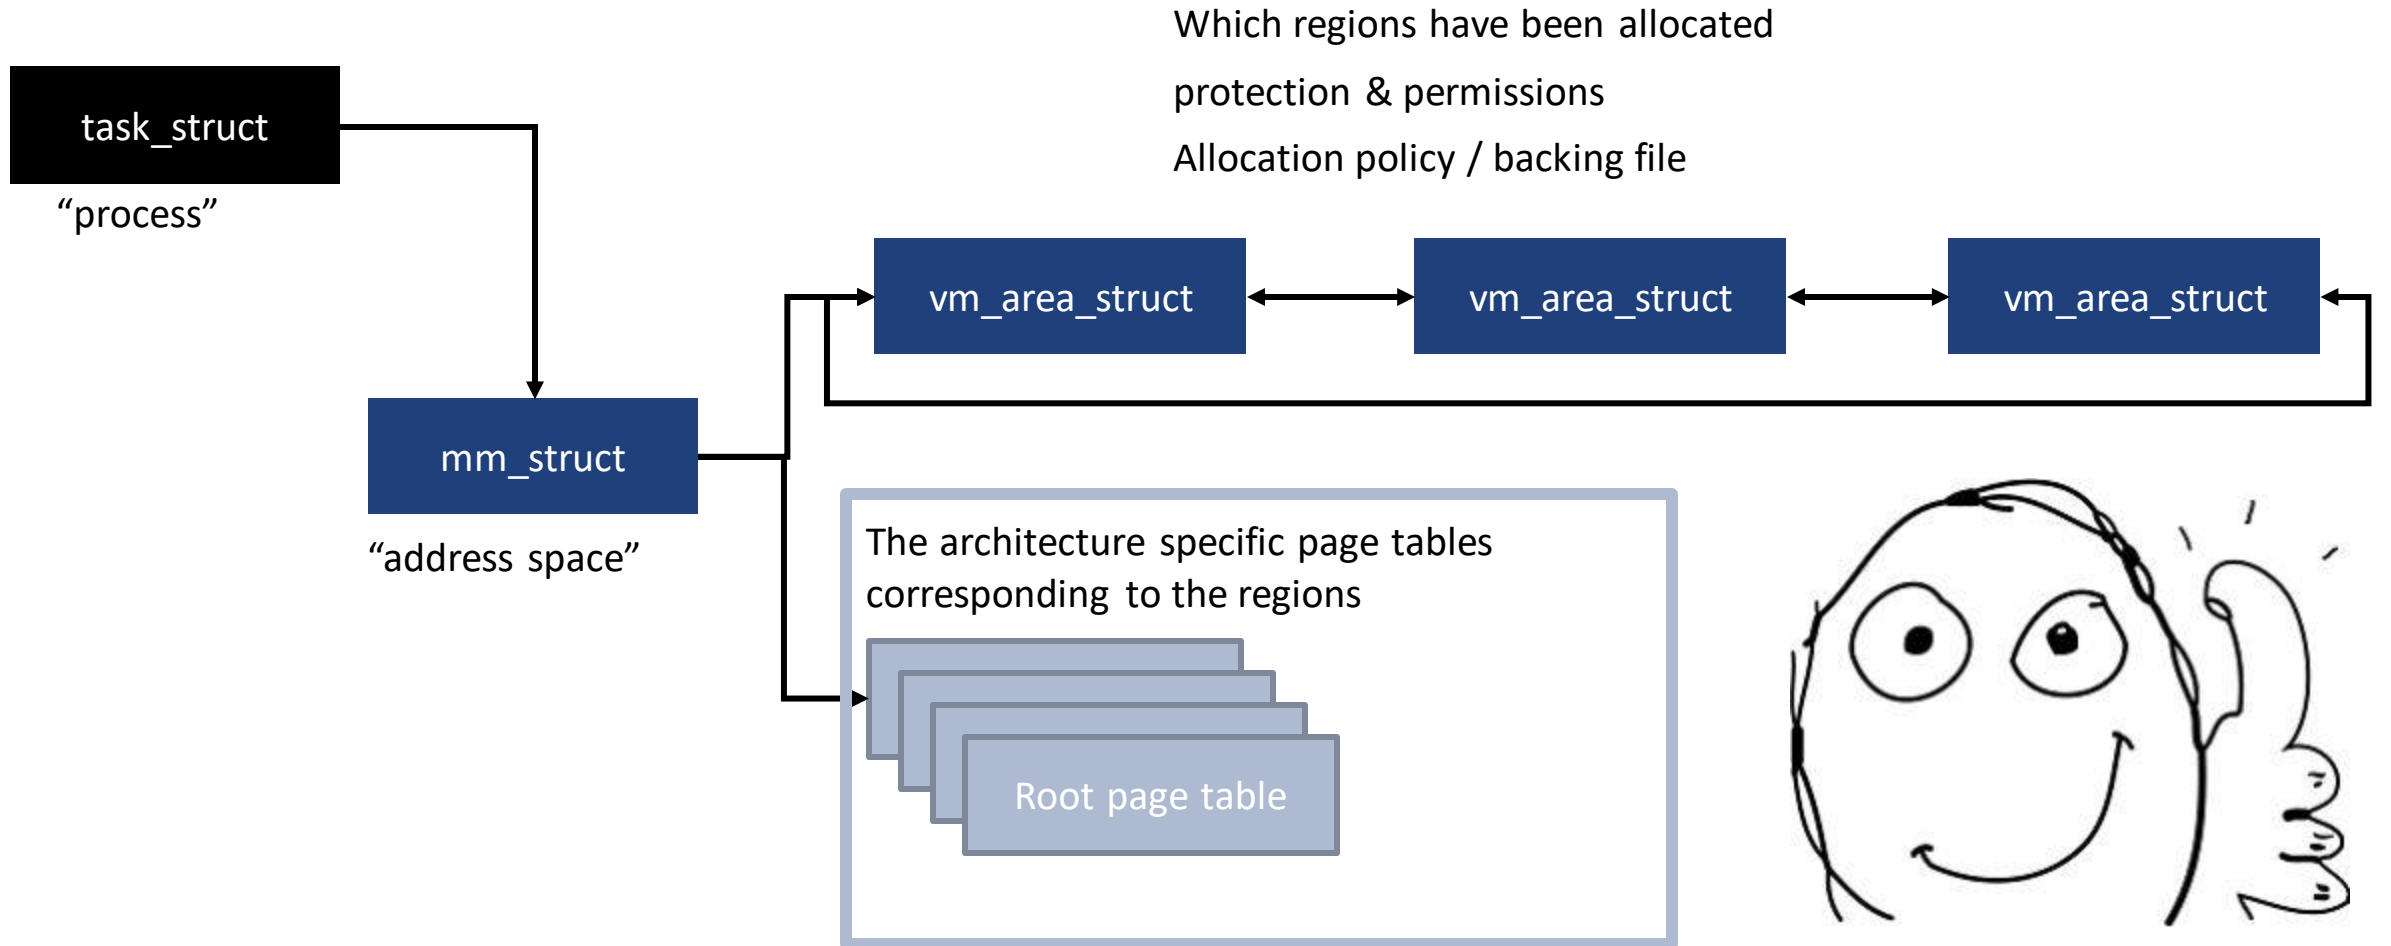 Which regions have been allocated
protection & permissions
Allocation policy / backing file
task_struct
“process”
vm_area_struct
vm_area_struct
vm_area_struct
mm_struct
“address space”
The architecture specific page tables
corresponding to the regions
Root page table